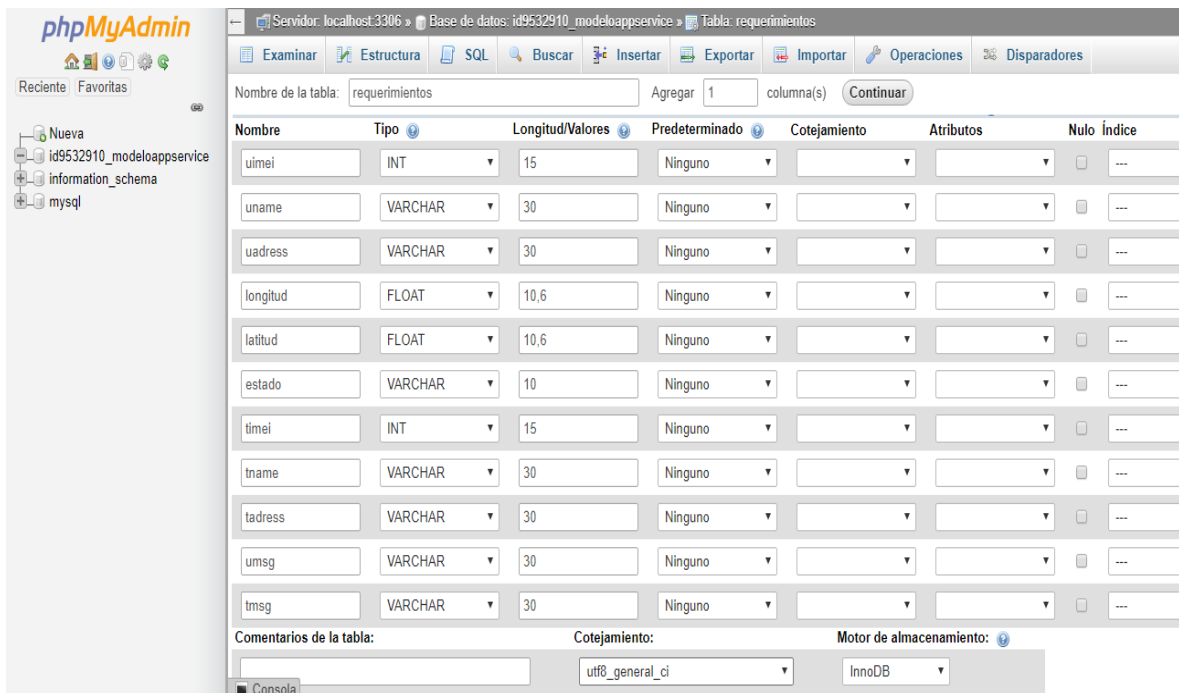 phpMyAdmin
Reciente Favoritas
Nueva
id9532910_modeloappservice
information_schema
mysql
Servidor: localhost:3306 » Base de datos: id9532910_modeloappservice » Tabla: requerimientos
Examinar Estructura SQL Buscar Insertar Exportar Importar Operaciones Disparadores
Nombre de la tabla: requerimientos Agregar 1 columna(s) Continuar
Nombre Tipo Longitud/Valores Predeterminado Cotejamiento Atributos Nulo Índice
uimei INT 15 Ninguno ---
uname VARCHAR 30 Ninguno ---
uadress VARCHAR 30 Ninguno ---
longitud FLOAT 10,6 Ninguno ---
latitud FLOAT 10,6 Ninguno ---
estado VARCHAR 10 Ninguno ---
timei INT 15 Ninguno ---
tname VARCHAR 30 Ninguno ---
tadress VARCHAR 30 Ninguno ---
umsg VARCHAR 30 Ninguno ---
tmsg VARCHAR 30 Ninguno ---
Comentarios de la tabla: Cotejamiento: Motor de almacenamiento:
utf8_general_ci InnoDB
Consola